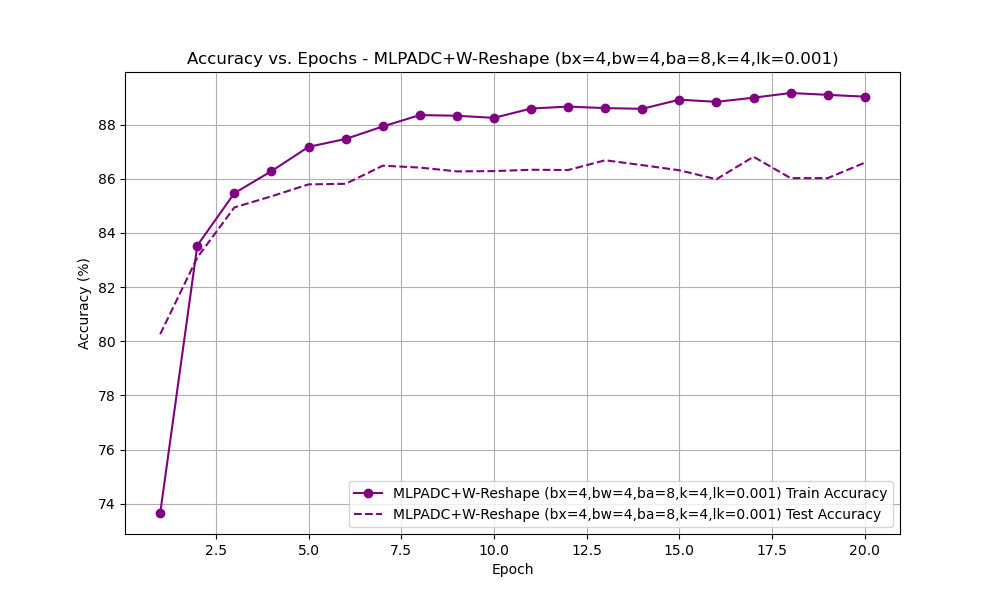 Accuracy vs. Epochs - MLPADC+W-Reshape (bx=4,bw=4,ba=8,k=4,lk=0.001)
Accuracy (%)
88
86
84
82
80
78
76
74
MLPADC+W-Reshape (bx=4,bw=4,ba=8,k=4,lk=0.001) Train Accuracy
MLPADC+W-Reshape (bx=4,bw=4,ba=8,k=4,lk=0.001) Test Accuracy
2.5 5.0 7.5 10.0 12.5 15.0 17.5 20.0
Epoch